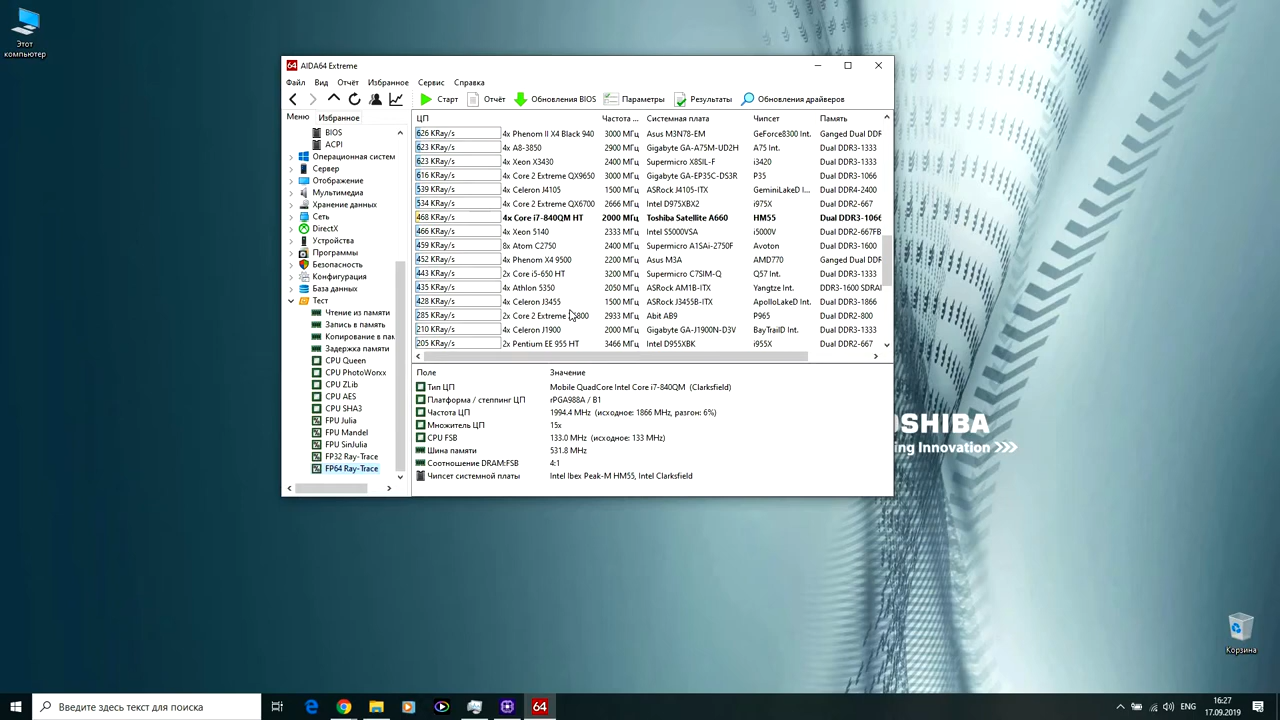 Этот
компьютер
64 AIDA64 Extreme
Файл Вид Отчёт Избранное Сервис Справка
Старт Отчёт Обновления BIOS Параметры Результаты Обновления драйверов
Меню Избранное
BIOS
ACPI
Операционная систем
Сервер
Отображение
Мультимедиа
Хранение данных
Сеть
DirectX
Устройства
Программы
Безопасность
Конфигурация
База данных
Тест
Чтение из памяти
Запись в память
Копирование в пам
Задержка памяти
CPU Queen
CPU PhotoWorxx
CPU ZLib
CPU AES
CPU SHA3
FPU Julia
FPU Mandel
FPU SinJulia
FP32 Ray-Trace
FP64 Ray-Trace
ЦП Частота ... Системная плата Чипсет Память
626 KRay/s 4x Phenom II X4 Black 940 3000 МГц Asus M3N78-EM GeForce8300 Int. Ganged Dual DDR
623 KRay/s 4x A8-3850 2900 МГц Gigabyte GA-A75M-UD2H A75 Int. Dual DDR3-1333
623 KRay/s 4x Xeon X3430 2400 МГц Supermicro X8SIL-F i3420 Dual DDR3-1333
616 KRay/s 4x Core 2 Extreme QX9650 3000 МГц Gigabyte GA-EP35C-DS3R P35 Dual DDR3-1066
539 KRay/s 4x Celeron J4105 1500 МГц ASRock J4105-ITX GeminiLakeD I... Dual DDR4-2400
534 KRay/s 4x Core 2 Extreme QX6700 2666 МГц Intel D975XBX2 i975X Dual DDR2-667
468 KRay/s 4x Core i7-840QM HT 2000 МГц Toshiba Satellite A660 HM55 Dual DDR3-1066
466 KRay/s 4x Xeon 5140 2333 МГц Intel S5000VSA i5000V Dual DDR2-667FB
459 KRay/s 8x Atom C2750 2400 МГц Supermicro A1SAi-2750F Avoton Dual DDR3-1600
452 KRay/s 4x Phenom X4 9500 2200 МГц Asus M3A AMD770 Ganged Dual DDR
443 KRay/s 2x Core i5-650 HT 3200 МГц Supermicro C7SIM-Q Q57 Int. Dual DDR3-1333
435 KRay/s 4x Athlon 5350 2050 МГц ASRock AM1B-ITX Yangtze Int. DDR3-1600 SDRAI
428 KRay/s 4x Celeron J3455 1500 МГц ASRock J3455B-ITX ApolloLakeD Int. Dual DDR3-1866
285 KRay/s 2x Core 2 Extreme 800 2933 МГц Abit AB9 P965 Dual DDR2-800
210 KRay/s 4x Celeron J1900 2000 МГц Gigabyte GA-J1900N-D3V BayTrailD Int. Dual DDR3-1333
205 KRay/s 2x Pentium EE 955 HT 3466 МГц Intel D955XBK i955X Dual DDR2-667
Поле Значение
Тип ЦП Mobile QuadCore Intel Core i7-840QM (Clarksfield)
Платформа / степпинг ЦП rPGA988A / B1
Частота ЦП 1994.4 MHz (исходное: 1866 MHz, разгон: 6%)
Множитель ЦП 15x
CPU FSB 133.0 MHz (исходное: 133 MHz)
Шина памяти 531.8 MHz
Соотношение DRAM:FSB 4:1
Чипсет системной платы Intel Ibex Peak-M HM55, Intel Clarksfield
OSHIBA
ing Innovation >>>
Корзина
Введите здесь текст для поиска
64
ENG
16:27
17.09.2019